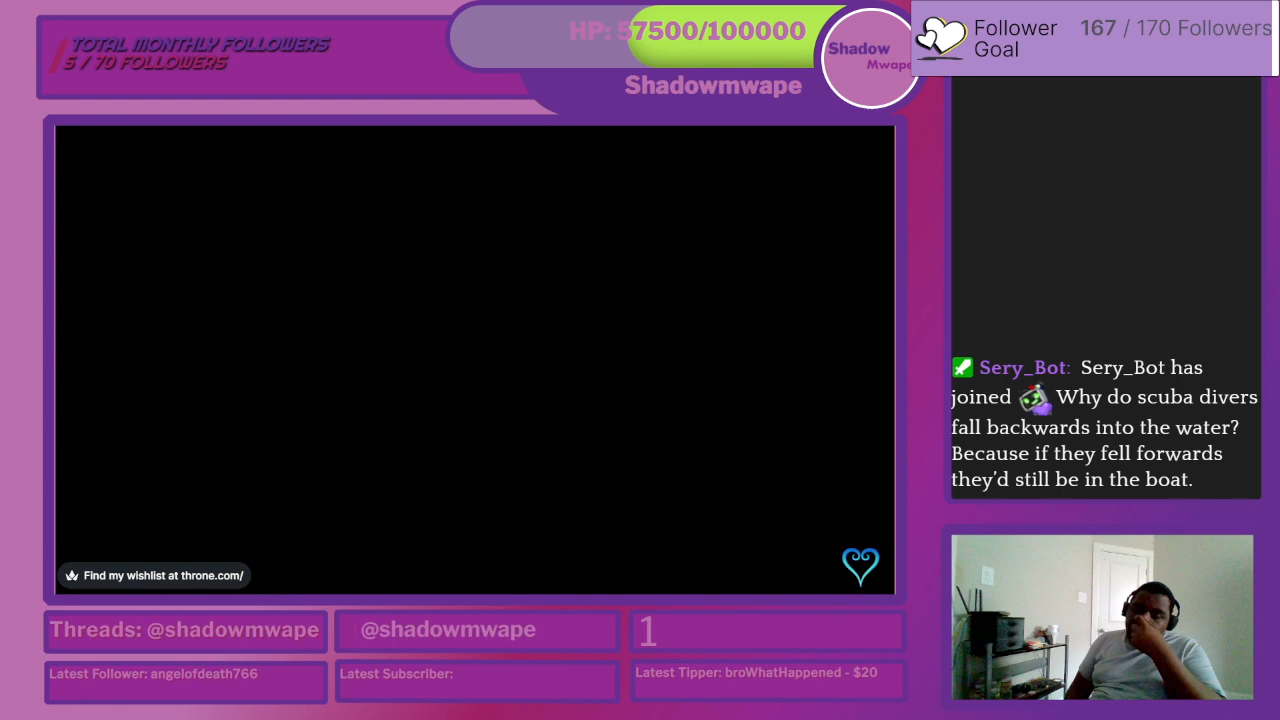 TOTAL MONTHLY FOLLOWERS
5 / 70 FOLLOWERS
HP: 57500/100000
Shadowmwape
Shadow
Mwape
Follower
Goal
167 / 170 Followers
Sery_Bot: Sery_Bot has
joined Why do scuba divers
fall backwards into the water?
Because if they fell forwards
they’d still be in the boat.
Find my wishlist at throne.com/
Threads: @shadowmwape
@shadowmwape
1
Latest Follower: angelofdeath766
Latest Subscriber:
Latest Tipper: broWhatHappened - $20